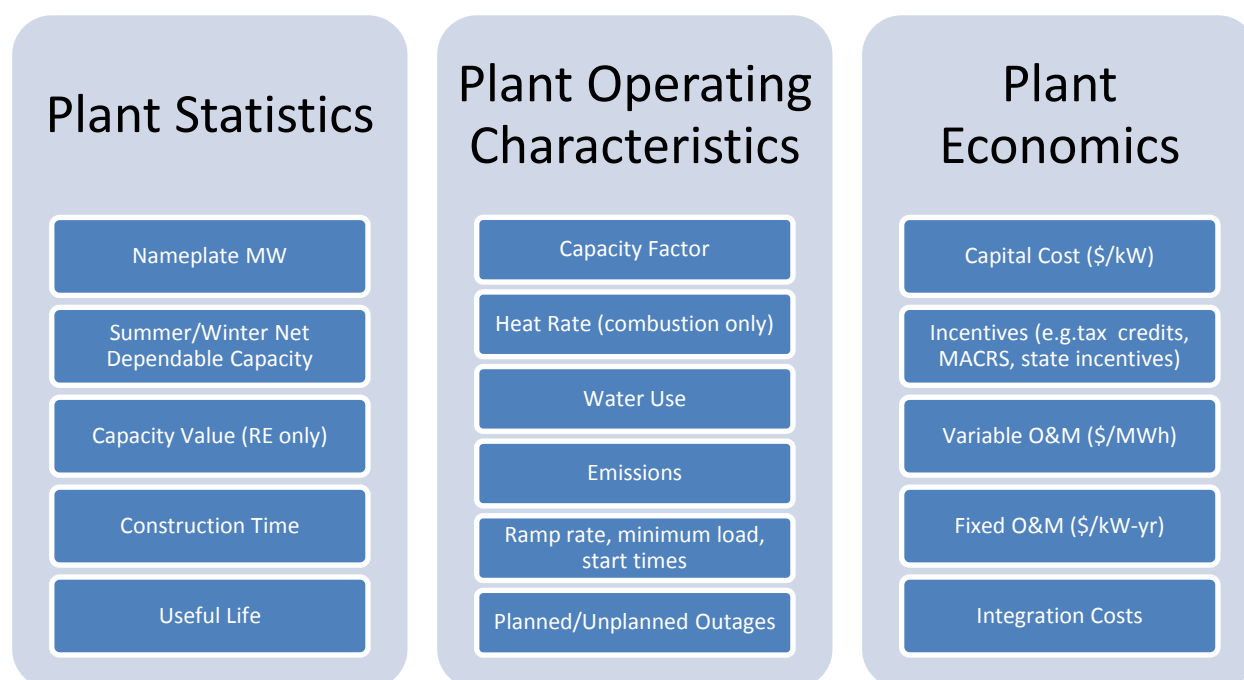 Plant Statistics
Nameplate MW
Summer/Winter Net
Dependable Capacity
Capacity Value (RE only)
Construction Time
Useful Life
Plant Operating
Characteristics
Capacity Factor
Heat Rate (combustion only)
Water Use
Emissions
Ramp rate, minimum load,
start times
Planned/Unplanned Outages
Plant
Economics
Capital Cost ($/kW)
Incentives (e.g.tax  credits,
MACRS, state incentives)
Variable O&M ($/MWh)
Fixed O&M ($/kW-yr)
Integration Costs